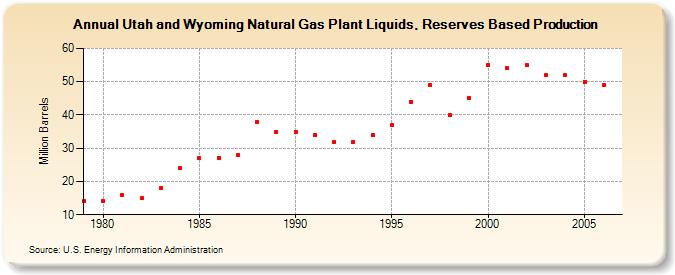 Annual Utah and Wyoming Natural Gas Plant Liquids, Reserves Based Production
Million Barrels
60
50
40
30
20
10
1980 1985 1990 1995 2000 2005
Source: U.S. Energy Information Administration